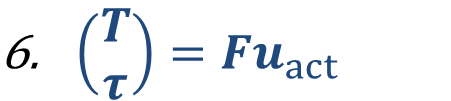 6. (T τ) = Fu_act